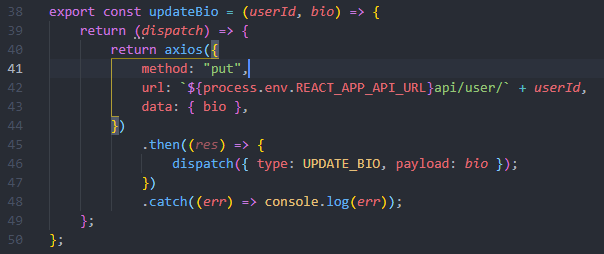 38 export const updateBio = (userId, bio) => {
39 return (dispatch) => {
40 return axios({
41 method: "put",
42 url: `${process.env.REACT_APP_API_URL}api/user/` + userId,
43 data: { bio },
44 })
45 .then((res) => {
46 dispatch({ type: UPDATE_BIO, payload: bio });
47 })
48 .catch((err) => console.log(err));
49 };
50 };